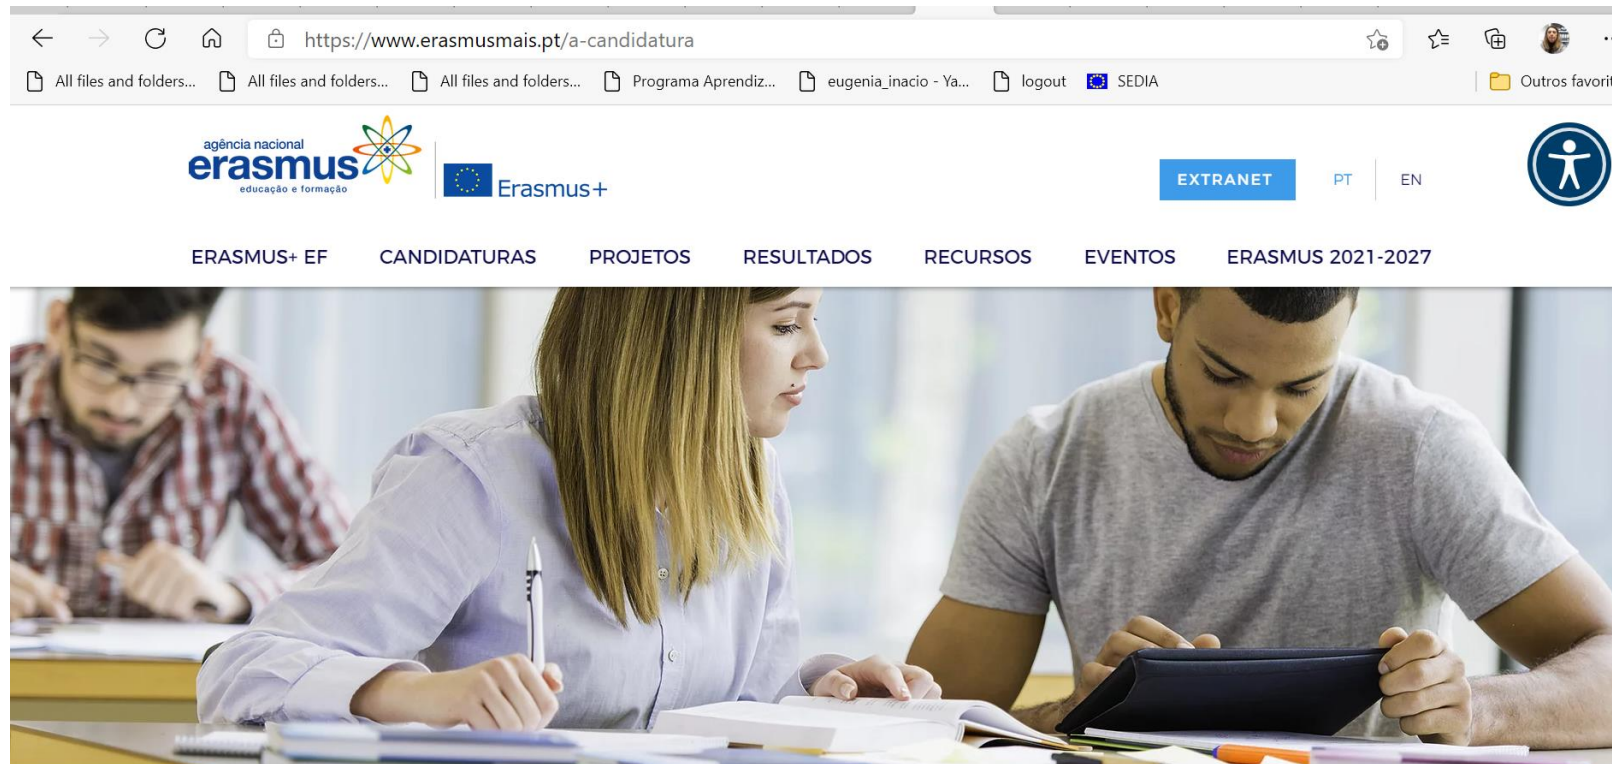 https://www.erasmusmais.pt/a-candidatura
All files and folders... All files and folders... All files and folders... Programa Aprendiz... eugenia_inacio - Ya... logout SEDIA Outros favorit
agência nacional
erasmus
educação e formação
Erasmus+
EXTRANET PT EN
ERASMUS+ EF CANDIDATURAS PROJETOS RESULTADOS RECURSOS EVENTOS ERASMUS 2021-2027